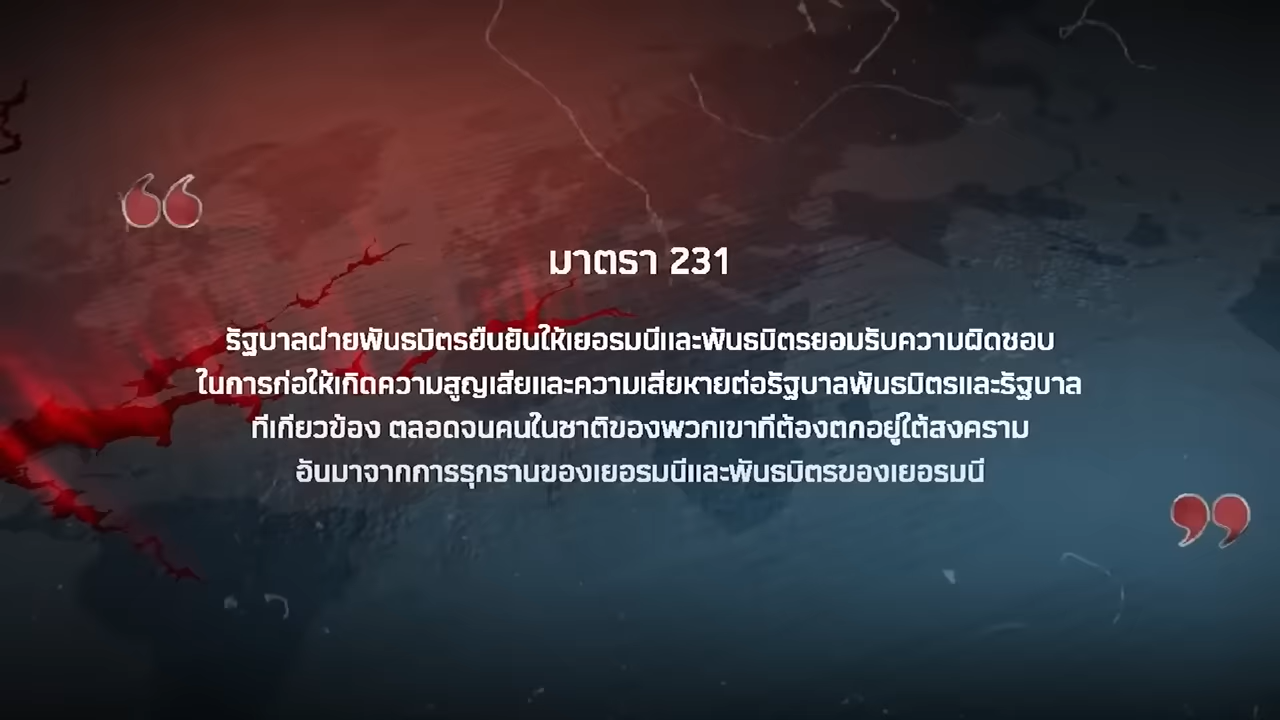 มาตรา 231
รัฐบาลฝ่ายพันธมิตรยืนยันให้เยอรมนีและพันธมิตรยอมรับความผิดชอบ
ในการก่อให้เกิดความสูญเสียและความเสียหายต่อรัฐบาลพันธมิตรและรัฐบาล
ที่เกี่ยวข้อง ตลอดจนคนในชาติของพวกเขาที่ต้องตกอยู่ใต้สงคราม
อันมาจากการรุกรานของเยอรมนีและพันธมิตรของเยอรมนี